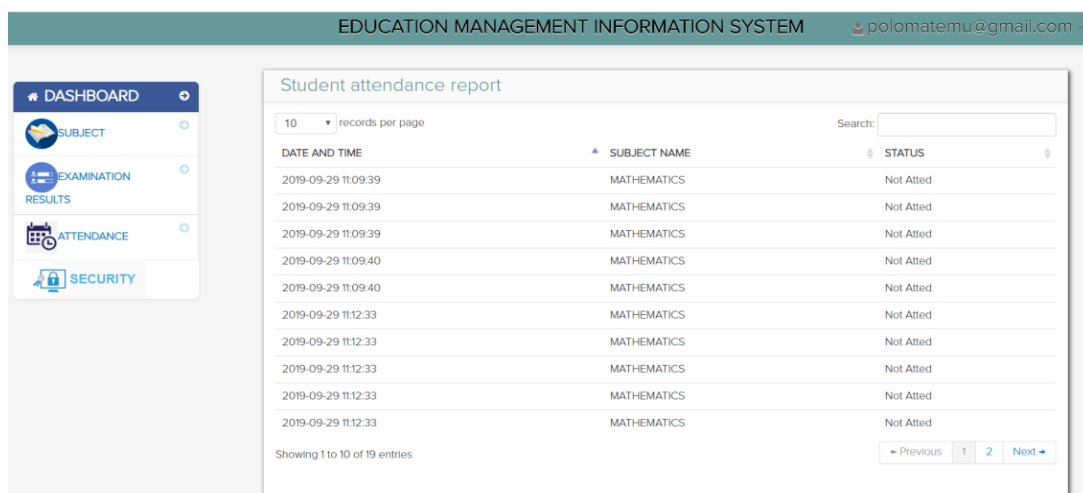 EDUCATION MANAGEMENT INFORMATION SYSTEM polomatemu@gmail.com
DASHBOARD
SUBJECT
EXAMINATION
RESULTS
ATTENDANCE
SECURITY
Student attendance report
10 records per page Search:
DATE AND TIME SUBJECT NAME STATUS
2019-09-29 11:09:39 MATHEMATICS Not Atted
2019-09-29 11:09:39 MATHEMATICS Not Atted
2019-09-29 11:09:39 MATHEMATICS Not Atted
2019-09-29 11:09:40 MATHEMATICS Not Atted
2019-09-29 11:09:40 MATHEMATICS Not Atted
2019-09-29 11:12:33 MATHEMATICS Not Atted
2019-09-29 11:12:33 MATHEMATICS Not Atted
2019-09-29 11:12:33 MATHEMATICS Not Atted
2019-09-29 11:12:33 MATHEMATICS Not Atted
2019-09-29 11:12:33 MATHEMATICS Not Atted
Showing 1 to 10 of 19 entries ← Previous 1 2 Next →